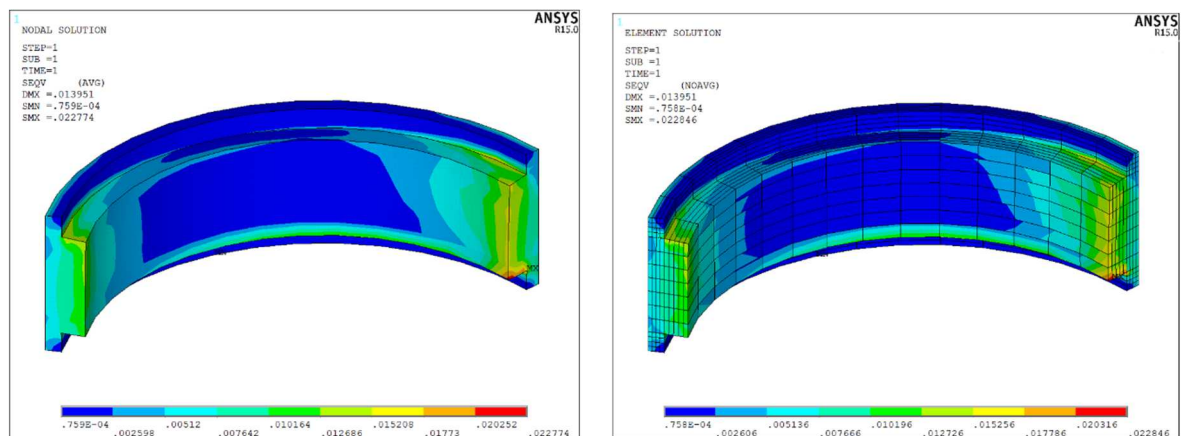 1
NODAL SOLUTION
STEP=1
SUB =1
TIME=1
SEQV (AVG)
DMX =.013951
SMN =.759E-04
SMX =.022774
ANSYS
R15.0
MX
.759E-04 .00512 .010164 .015208 .020252
.002598 .007642 .012686 .01773 .022774
1
ELEMENT SOLUTION
STEP=1
SUB =1
TIME=1
SEQV (NOAVG)
DMX =.013951
SMN =.758E-04
SMX =.022846
ANSYS
R15.0
.758E-04 .005136 .010196 .015256 .020316
.002606 .007666 .012726 .017786 .022846